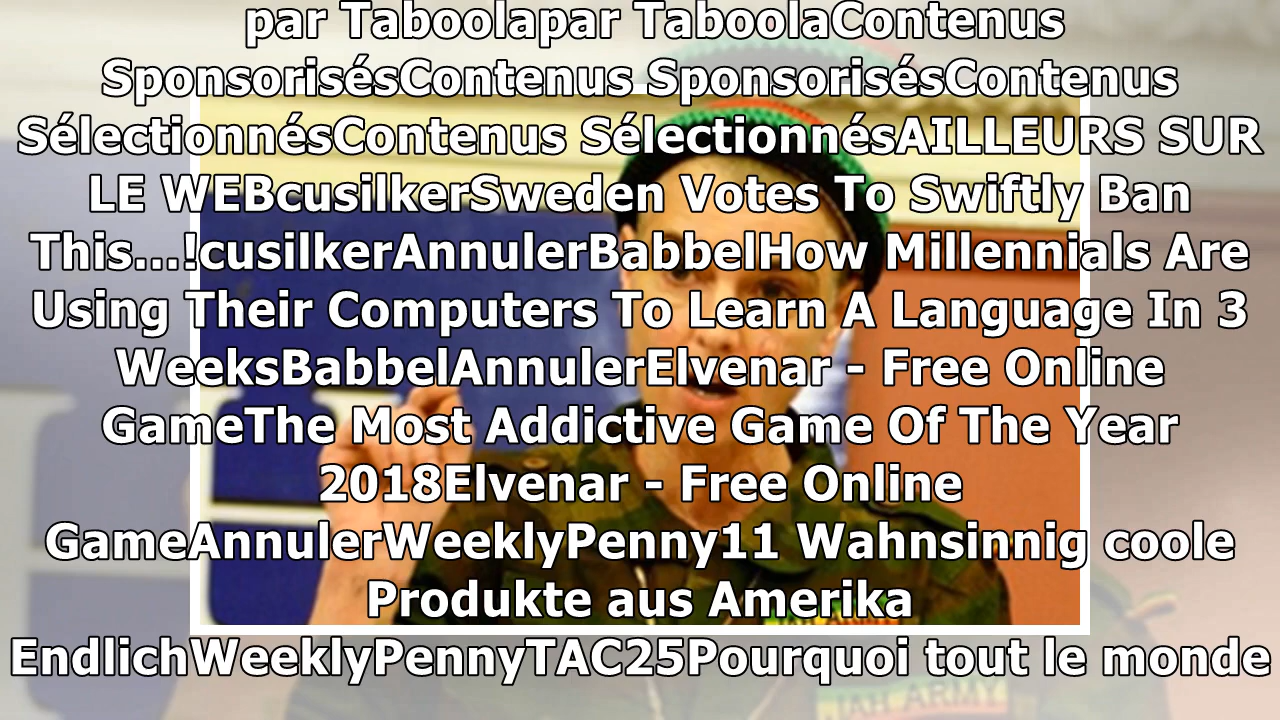 par Taboolapar TaboolaContenus
SponsorisésContenus SponsorisésContenus
SélectionnésContenus SélectionnésAILLEURS SUR
LE WEBcusilkerSweden Votes To Swiftly Ban
This...!cusilkerAnnulerBabbelHow Millennials Are
Using Their Computers To Learn A Language In 3
WeeksBabbelAnnulerElvenar - Free Online
GameThe Most Addictive Game Of The Year
2018Elvenar - Free Online
GameAnnulerWeeklyPenny11 Wahnsinnig coole
Produkte aus Amerika
EndlichWeeklyPennyTAC25Pourquoi tout le monde
JAH ARMY